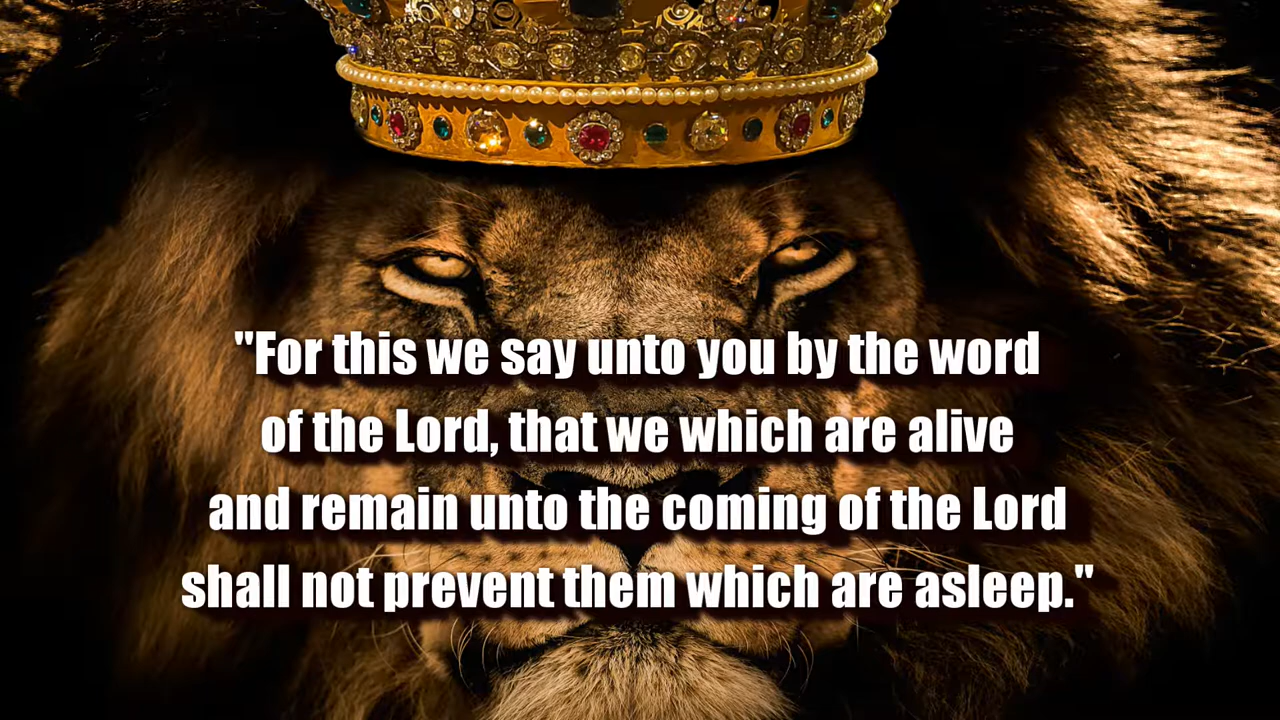 "For this we say unto you by the word
of the Lord, that we which are alive
and remain unto the coming of the Lord
shall not prevent them which are asleep."